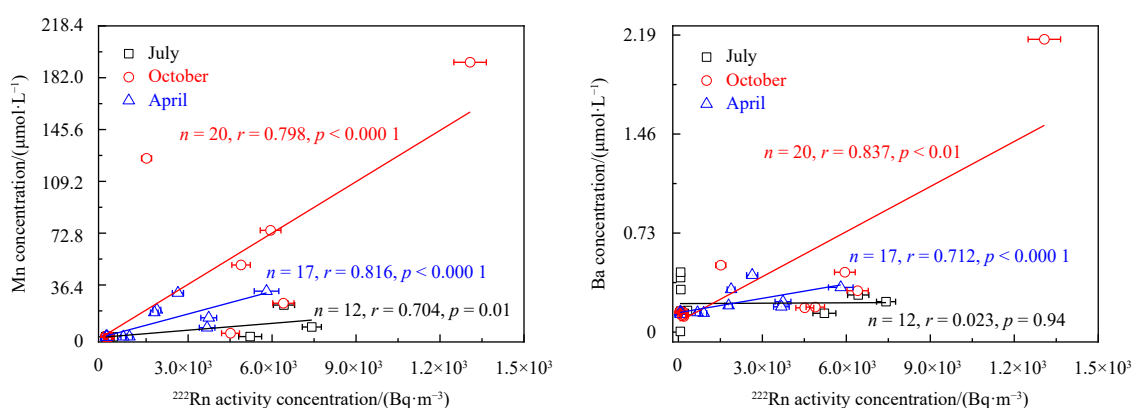 218.4
182.0
145.6
109.2
72.8
36.4
0
Mn concentration/(μmol·L⁻¹)
July
October
April
n = 20, r = 0.798, p < 0.000 1
n = 17, r = 0.816, p < 0.000 1
n = 12, r = 0.704, p = 0.01
0 3.0×10³ 6.0×10³ 9.0×10³ 1.2×10³ 1.5×10³
²²²Rn activity concentration/(Bq·m⁻³)
2.19
1.46
0.73
0
Ba concentration/(μmol·L⁻¹)
July
October
April
n = 20, r = 0.837, p < 0.01
n = 17, r = 0.712, p < 0.000 1
n = 12, r = 0.023, p = 0.94
0 3.0×10³ 6.0×10³ 9.0×10³ 1.2×10³ 1.5×10³
²²²Rn activity concentration/(Bq·m⁻³)